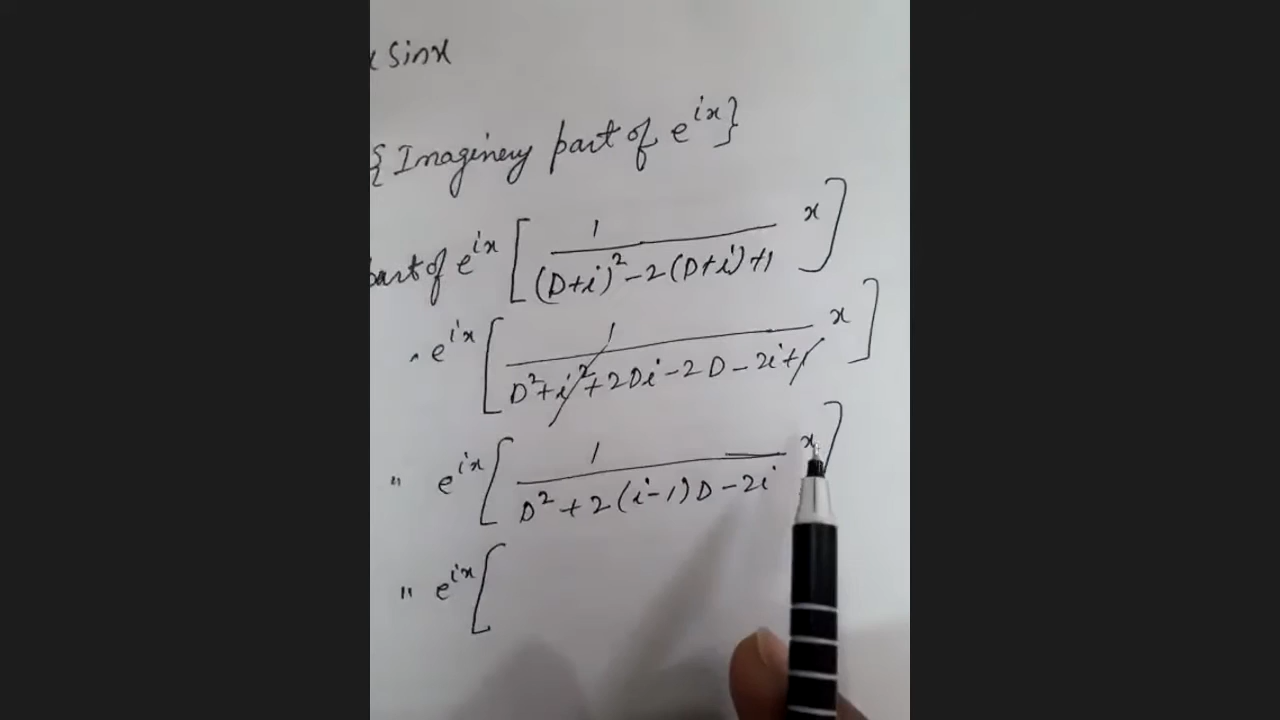 x Sinx
{Imaginery part of e^{ix}}
part of e^{ix} [ 1/((D+i)^2 - 2(D+i) + 1) x ]
" e^{ix} [ 1/(D^2 + i^2 + 2Di - 2D - 2i + 1) x ]
" e^{ix} [ 1/(D^2 + 2(i-1)D - 2i) x ]
" e^{ix} [